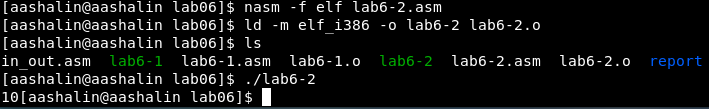 [aashalin@aashalin lab06]$ nasm -f elf lab6-2.asm
[aashalin@aashalin lab06]$ ld -m elf_i386 -o lab6-2 lab6-2.o
[aashalin@aashalin lab06]$ ls
in_out.asm  lab6-1  lab6-1.asm  lab6-1.o  lab6-2  lab6-2.asm  lab6-2.o  report
[aashalin@aashalin lab06]$ ./lab6-2
10[aashalin@aashalin lab06]$